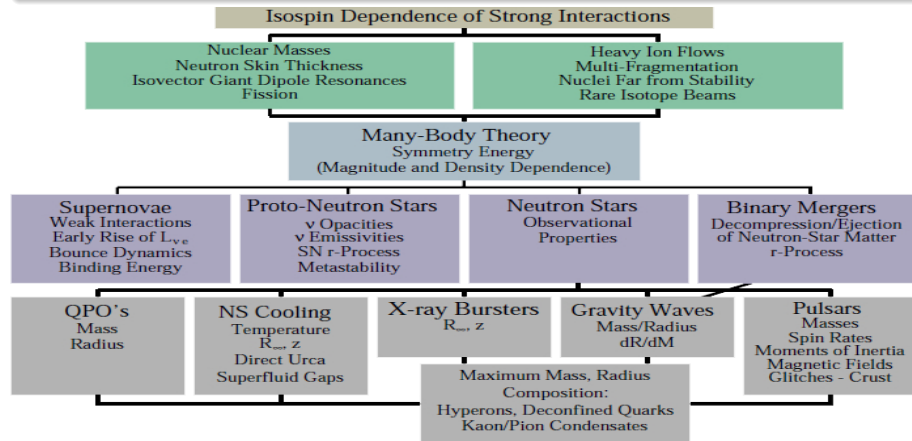 Isospin Dependence of Strong Interactions
Nuclear Masses
Neutron Skin Thickness
Isovector Giant Dipole Resonances
Fission
Heavy Ion Flows
Multi-Fragmentation
Nuclei Far from Stability
Rare Isotope Beams
Many-Body Theory
Symmetry Energy
(Magnitude and Density Dependence)
Supernovae
Weak Interactions
Early Rise of Lνe
Bounce Dynamics
Binding Energy
Proto-Neutron Stars
ν Opacities
ν Emissivities
SN r-Process
Metastability
Neutron Stars
Observational
Properties
Binary Mergers
Decompression/Ejection
of Neutron-Star Matter
r-Process
QPO's
Mass
Radius
NS Cooling
Temperature
R∞, z
Direct Urca
Superfluid Gaps
X-ray Bursters
R∞, z
Gravity Waves
Mass/Radius
dR/dM
Pulsars
Masses
Spin Rates
Moments of Inertia
Magnetic Fields
Glitches - Crust
Maximum Mass, Radius
Composition:
Hyperons, Deconfined Quarks
Kaon/Pion Condensates